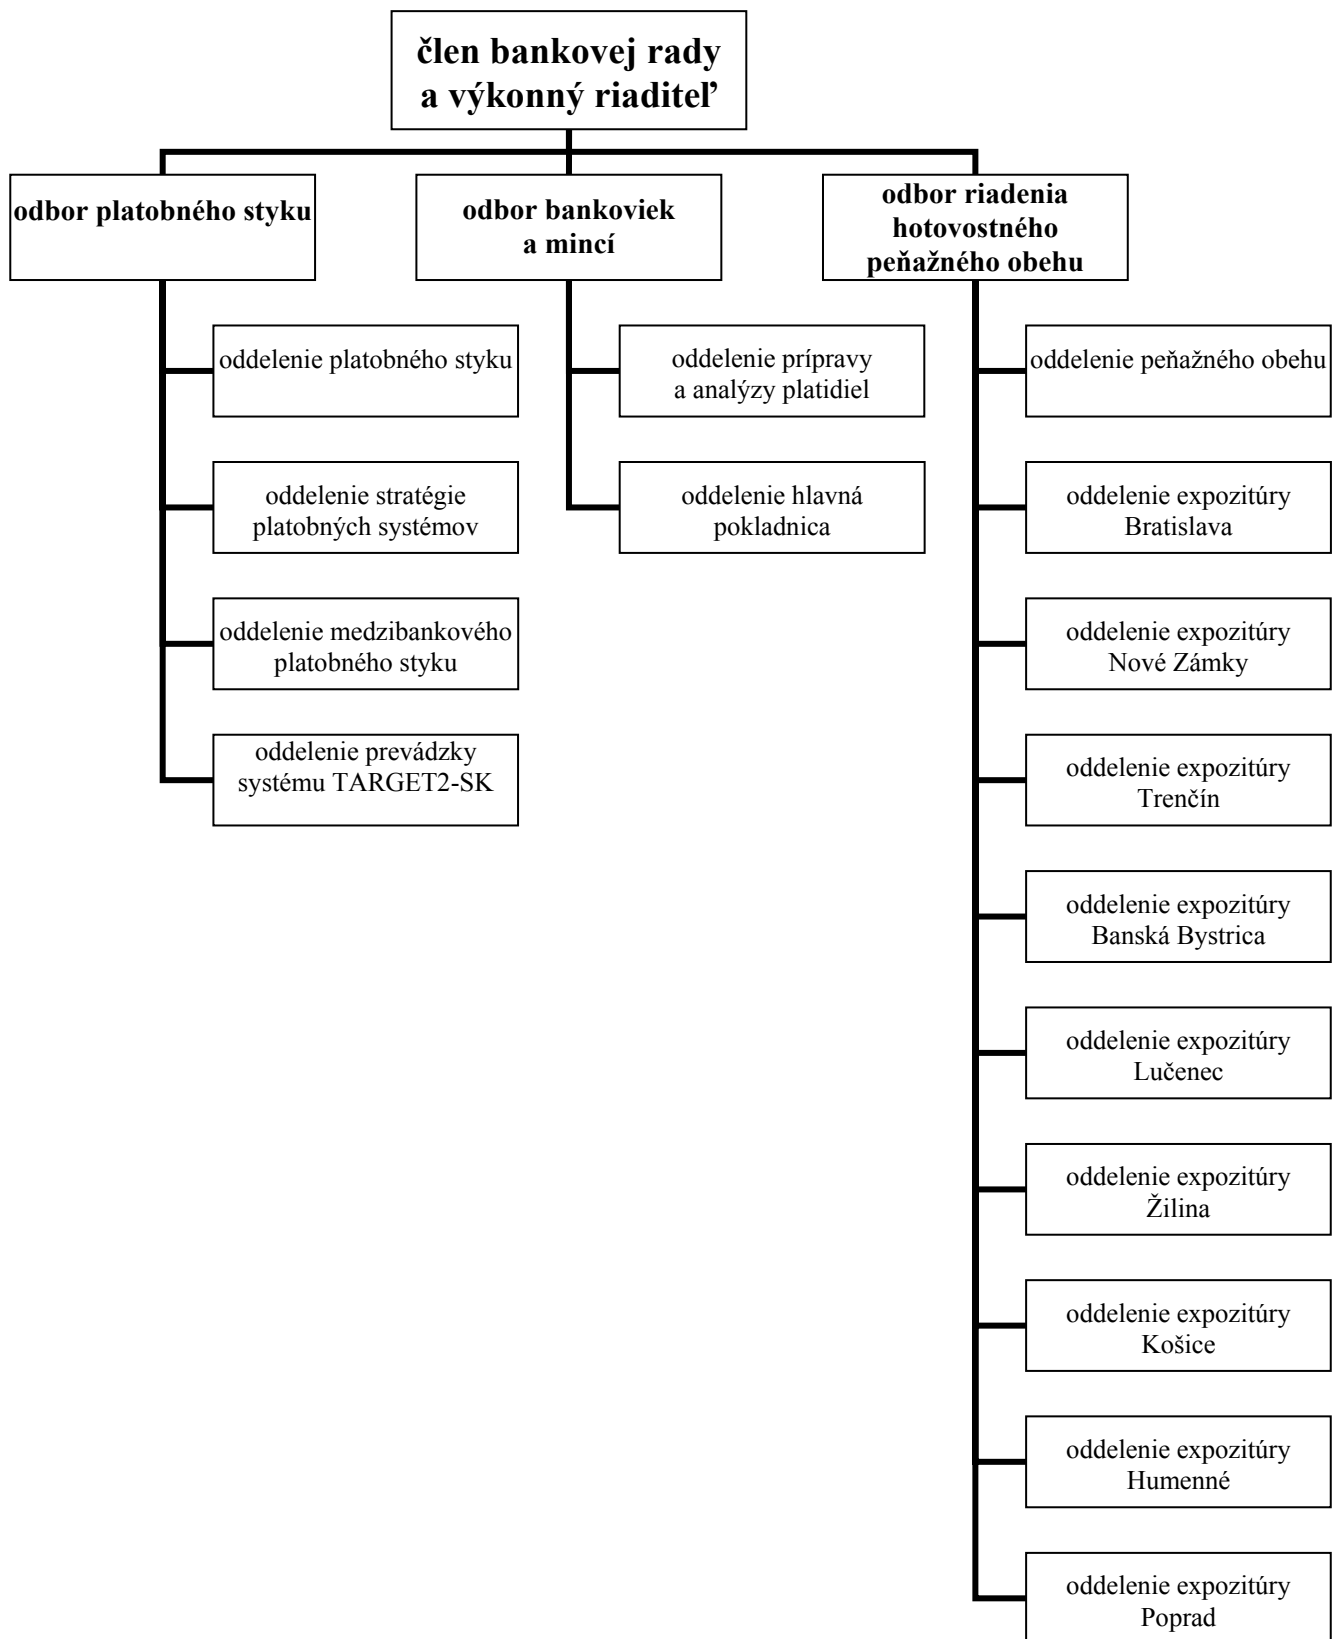 člen bankovej rady
a výkonný riaditeľ
odbor platobného styku
odbor bankoviek
a mincí
odbor riadenia
hotovostného
peňažného obehu
oddelenie platobného styku
oddelenie stratégie
platobných systémov
oddelenie medzibankového
platobného styku
oddelenie prevádzky
systému TARGET2-SK
oddelenie prípravy
a analýzy platidiel
oddelenie hlavná
pokladnica
oddelenie peňažného obehu
oddelenie expozitúry
Bratislava
oddelenie expozitúry
Nové Zámky
oddelenie expozitúry
Trenčín
oddelenie expozitúry
Banská Bystrica
oddelenie expozitúry
Lučenec
oddelenie expozitúry
Žilina
oddelenie expozitúry
Košice
oddelenie expozitúry
Humenné
oddelenie expozitúry
Poprad